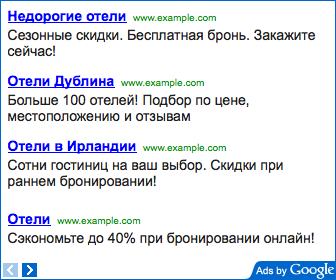 Недорогие отели www.example.com
Сезонные скидки. Бесплатная бронь. Закажите
сейчас!
Отели Дублина www.example.com
Больше 100 отелей! Подбор по цене,
местоположению и отзывам
Отели в Ирландии www.example.com
Сотни гостиниц на ваш выбор. Скидки при
раннем бронировании!
Отели www.example.com
Сэкономьте до 40% при бронировании онлайн!
Ads by Google